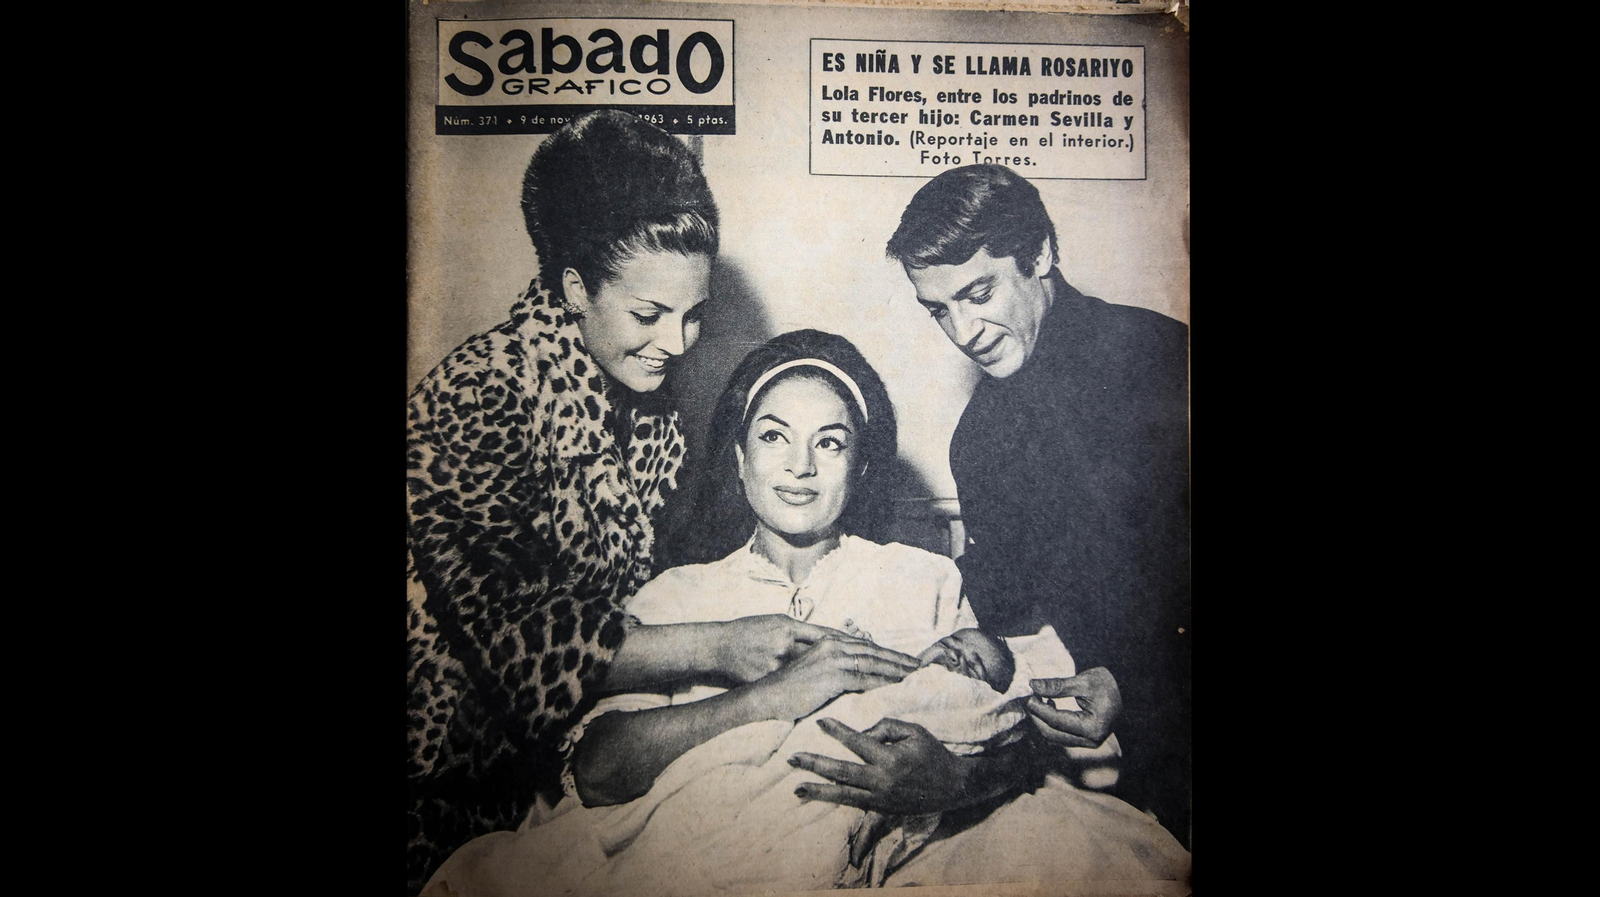 Sabado
GRAFICO
Núm. 371 • 9 de nov 1963 • 5 ptas.
ES NIÑA Y SE LLAMA ROSARIYO
Lola Flores, entre los padrinos de
su tercer hijo: Carmen Sevilla y
Antonio. (Reportaje en el interior.)
Foto Torres.